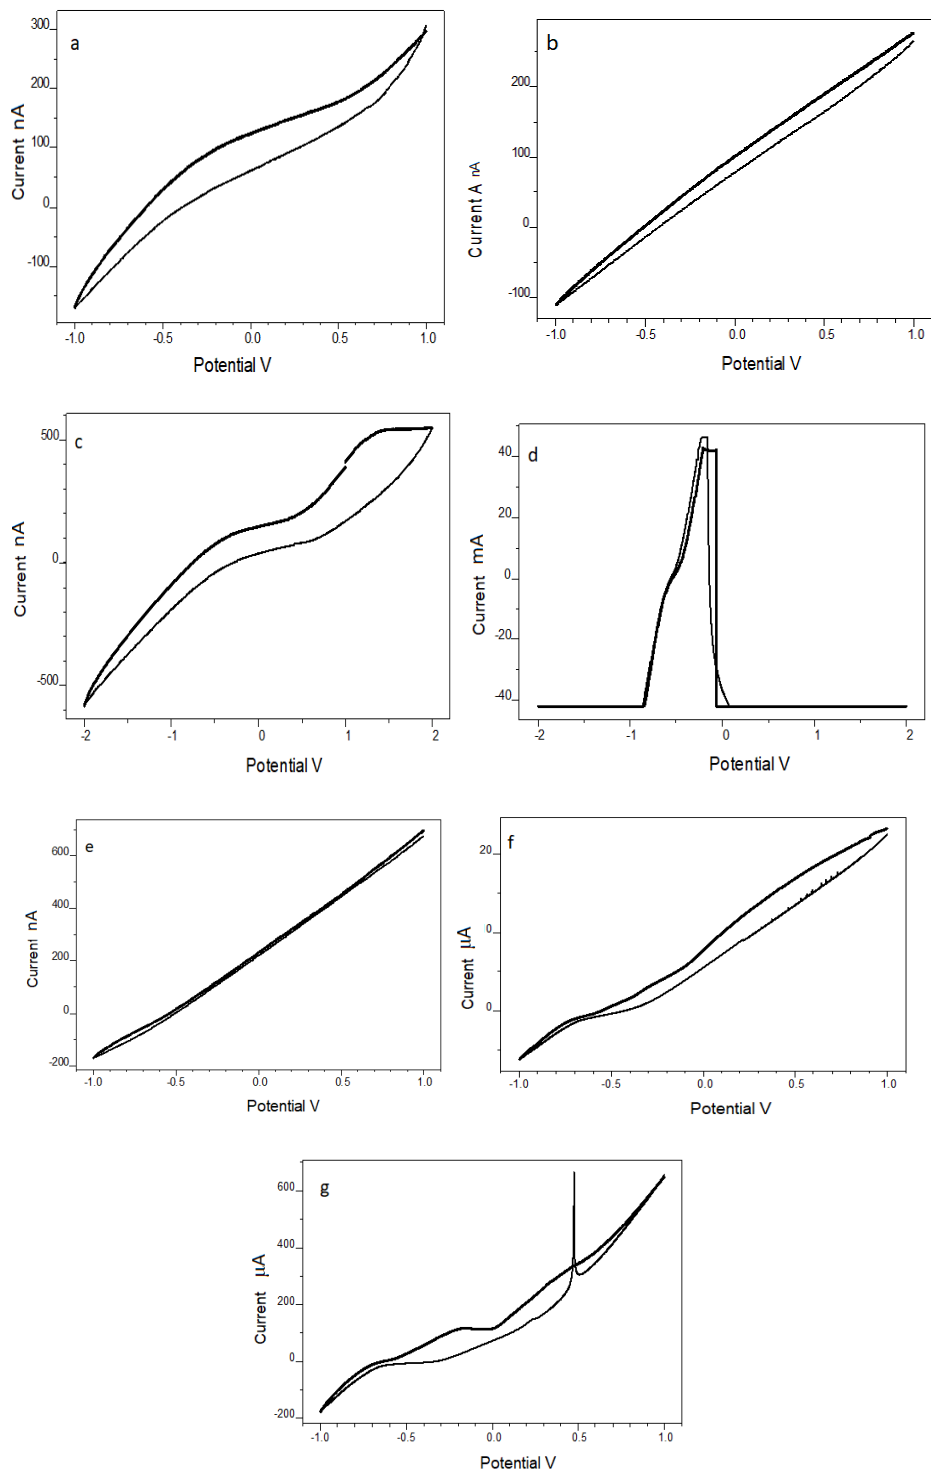 a
300
200
100
0
-100
Current nA
-1.0 -0.5 0.0 0.5 1.0
Potential V
b
200
100
0
-100
Current A nA
-1.0 -0.5 0.0 0.5 1.0
Potential V
c
500
0
-500
Current nA
-2 -1 0 1 2
Potential V
d
40
20
0
-20
-40
Current mA
-2 -1 0 1 2
Potential V
e
600
400
200
0
-200
Current nA
-1.0 -0.5 0.0 0.5 1.0
Potential V
f
20
0
0
Current µA
-1.0 -0.5 0.0 0.5 1.0
Potential V
g
600
400
200
0
-200
Current µA
-1.0 -0.5 0.0 0.5 1.0
Potential V